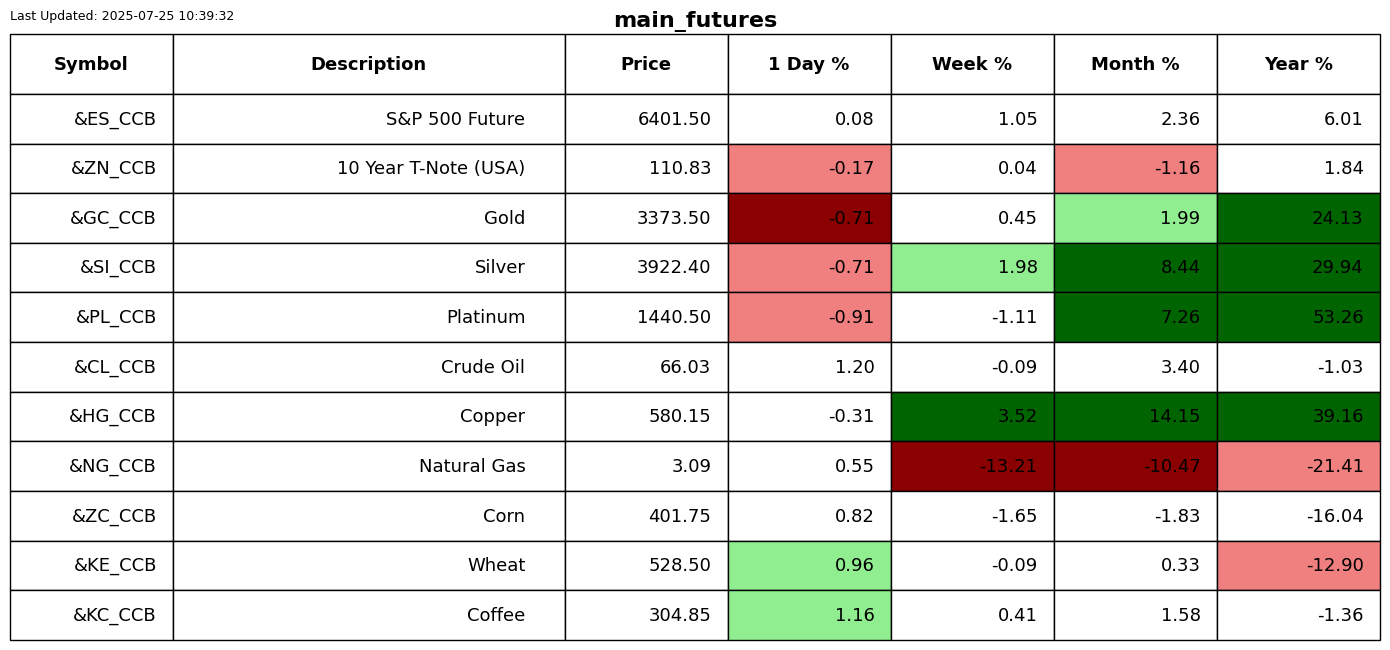 Last Updated: 2025-07-25 10:39:32
main_futures
Symbol Description Price 1 Day % Week % Month % Year %
&ES_CCB S&P 500 Future 6401.50 0.08 1.05 2.36 6.01
&ZN_CCB 10 Year T-Note (USA) 110.83 -0.17 0.04 -1.16 1.84
&GC_CCB Gold 3373.50 -0.71 0.45 1.99 24.13
&SI_CCB Silver 3922.40 -0.71 1.98 8.44 29.94
&PL_CCB Platinum 1440.50 -0.91 -1.11 7.26 53.26
&CL_CCB Crude Oil 66.03 1.20 -0.09 3.40 -1.03
&HG_CCB Copper 580.15 -0.31 3.52 14.15 39.16
&NG_CCB Natural Gas 3.09 0.55 -13.21 -10.47 -21.41
&ZC_CCB Corn 401.75 0.82 -1.65 -1.83 -16.04
&KE_CCB Wheat 528.50 0.96 -0.09 0.33 -12.90
&KC_CCB Coffee 304.85 1.16 0.41 1.58 -1.36